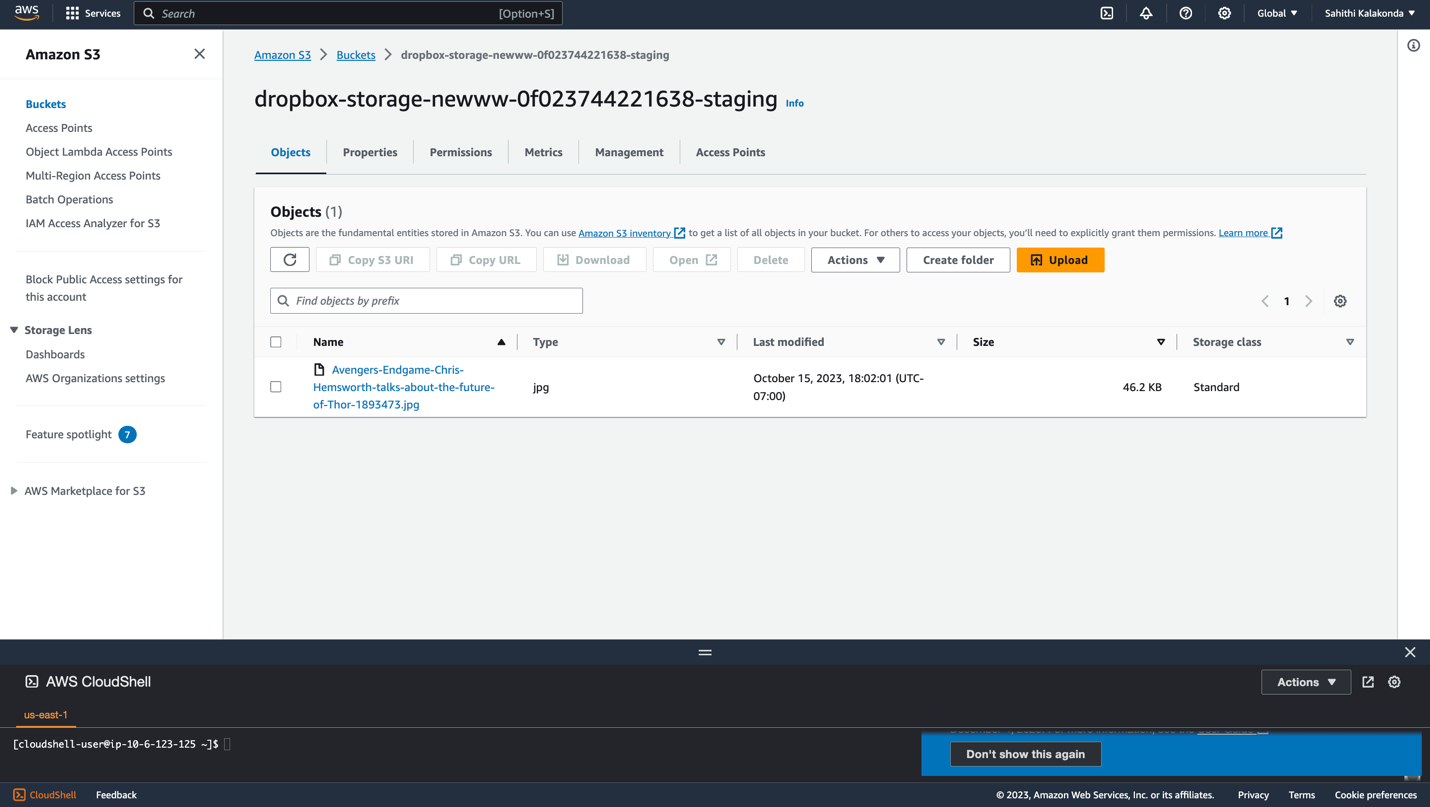 aws
Services
Search
[Option+S]
Global
Sahithi Kalakonda
Amazon S3
Buckets
Access Points
Object Lambda Access Points
Multi-Region Access Points
Batch Operations
IAM Access Analyzer for S3
Block Public Access settings for
this account
Storage Lens
Dashboards
AWS Organizations settings
Feature spotlight 7
AWS Marketplace for S3
Amazon S3 > Buckets > dropbox-storage-newww-0f023744221638-staging
dropbox-storage-newww-0f023744221638-staging Info
Objects
Properties
Permissions
Metrics
Management
Access Points
Objects (1)
Objects are the fundamental entities stored in Amazon S3. You can use Amazon S3 inventory to get a list of all objects in your bucket. For others to access your objects, you'll need to explicitly grant them permissions. Learn more
Copy S3 URI
Copy URL
Download
Open
Delete
Actions
Create folder
Upload
Find objects by prefix
1
Name
Type
Last modified
Size
Storage class
Avengers-Endgame-Chris-
Hemsworth-talks-about-the-future-
of-Thor-1893473.jpg
jpg
October 15, 2023, 18:02:01 (UTC-
07:00)
46.2 KB
Standard
AWS CloudShell
Actions
us-east-1
[cloudshell-user@ip-10-6-123-125 ~]$
Don't show this again
CloudShell
Feedback
© 2023, Amazon Web Services, Inc. or its affiliates.
Privacy
Terms
Cookie preferences